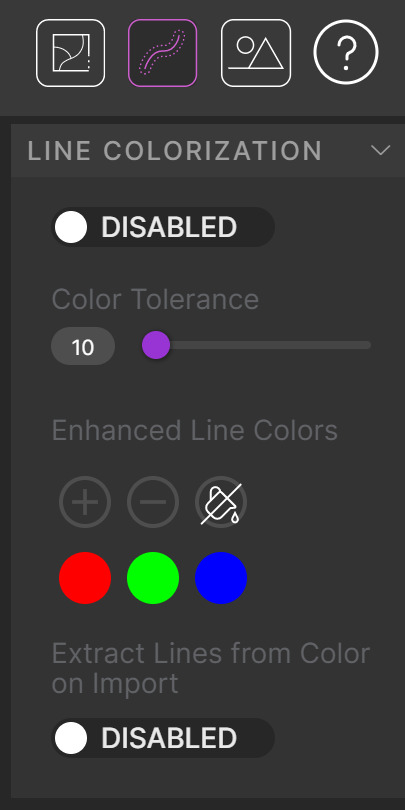 ?
LINE COLORIZATION
DISABLED
Color Tolerance
10
Enhanced Line Colors
Extract Lines from Color
on Import
DISABLED